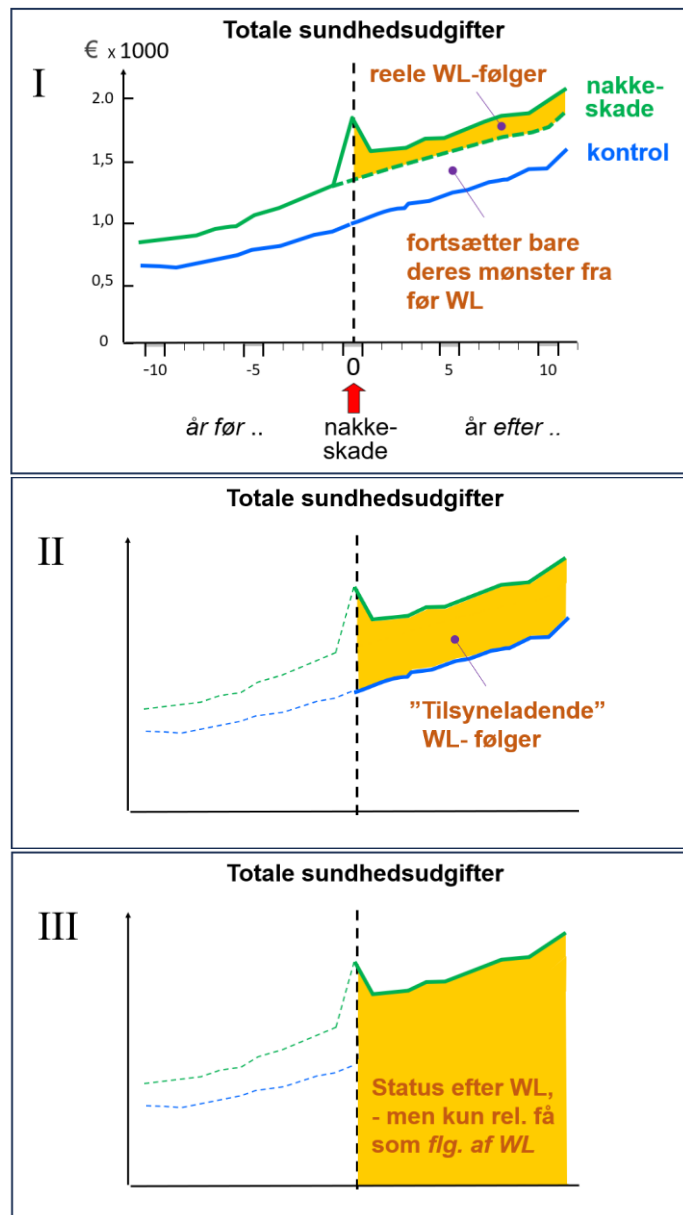 Totale sundhedsudgifter
€ x 1000
I
reele WL-følger
nakke-
skade
kontrol
2.0
1,5
1,0
0,5
0
fortsætter bare
deres mønster fra
før WL
-10 -5 0 5 10
år før .. nakke- år efter ..
skade
Totale sundhedsudgifter
II
”Tilsyneladende”
WL- følger
Totale sundhedsudgifter
III
Status efter WL,
- men kun rel. få
som flg. af WL